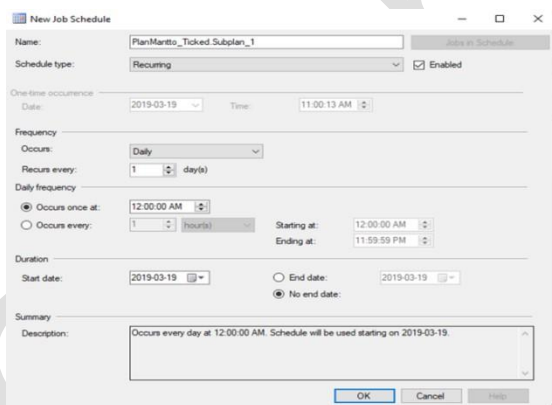 New Job Schedule
Name: PlanMantto_Ticked.Subplan_1 Jobs in Schedule
Schedule type: Recurring Enabled
One-time occurrence
Date: 2019-03-19 Time: 11:00:13 AM
Frequency
Occurs: Daily
Recurs every: 1 day(s)
Daily frequency
Occurs once at: 12:00:00 AM
Occurs every: 1 hour(s) Starting at: 12:00:00 AM
Ending at: 11:59:59 PM
Duration
Start date: 2019-03-19 End date: 2019-03-19
No end date:
Summary
Description: Occurs every day at 12:00:00 AM. Schedule will be used starting on 2019-03-19.
OK Cancel Help